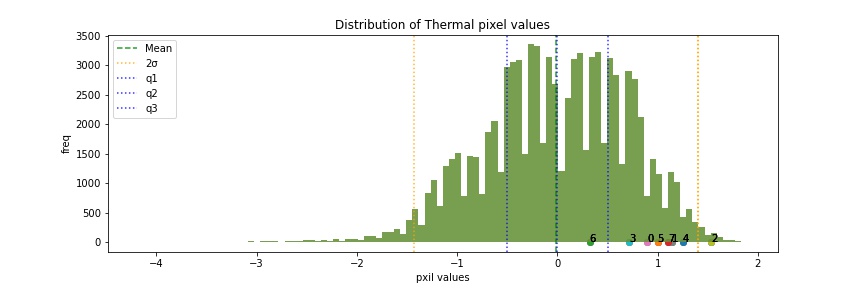 Distribution of Thermal pixel values
3500
3000
2500
2000
1500
1000
500
0
freq
Mean
2σ
q1
q2
q3
6 3 0 5 7 4 2
−4 −3 −2 −1 0 1 2
pxil values